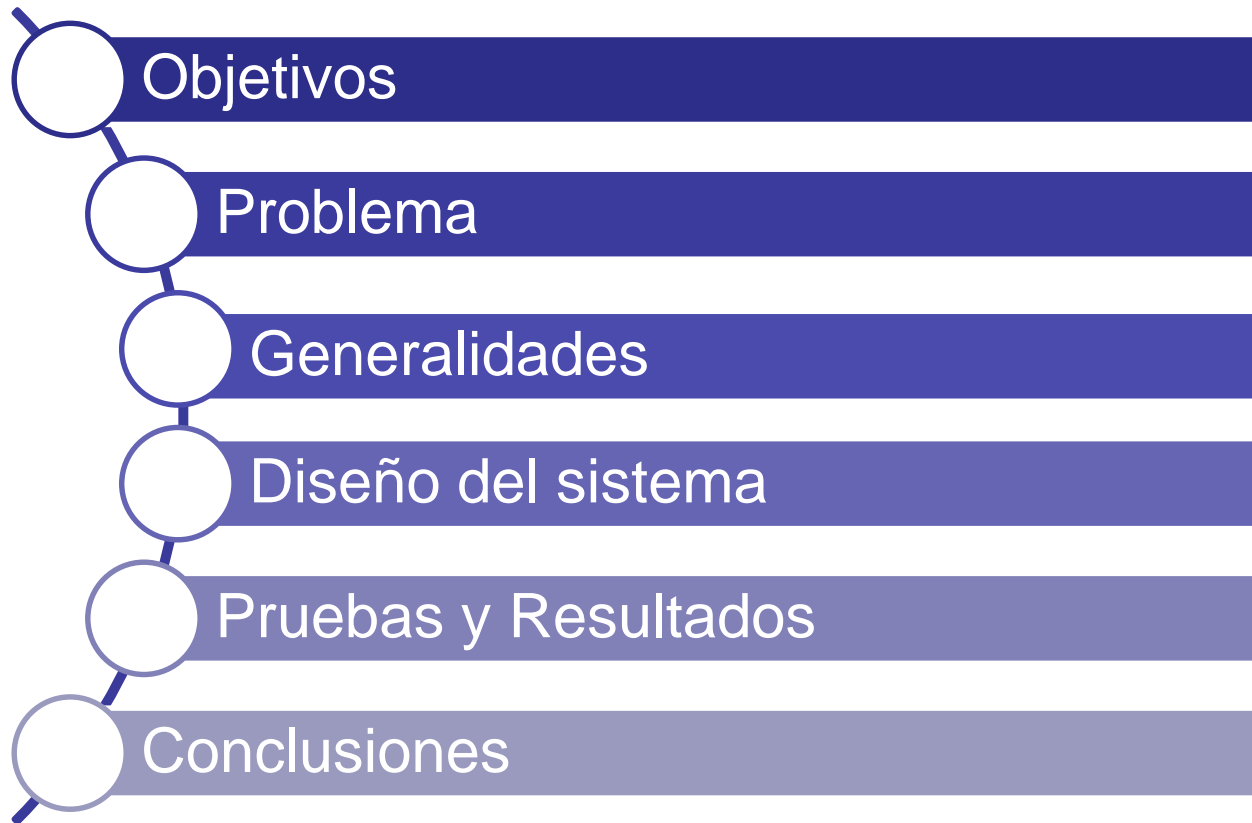 Objetivos
Problema
Generalidades
Diseño del sistema
Pruebas y Resultados
Conclusiones